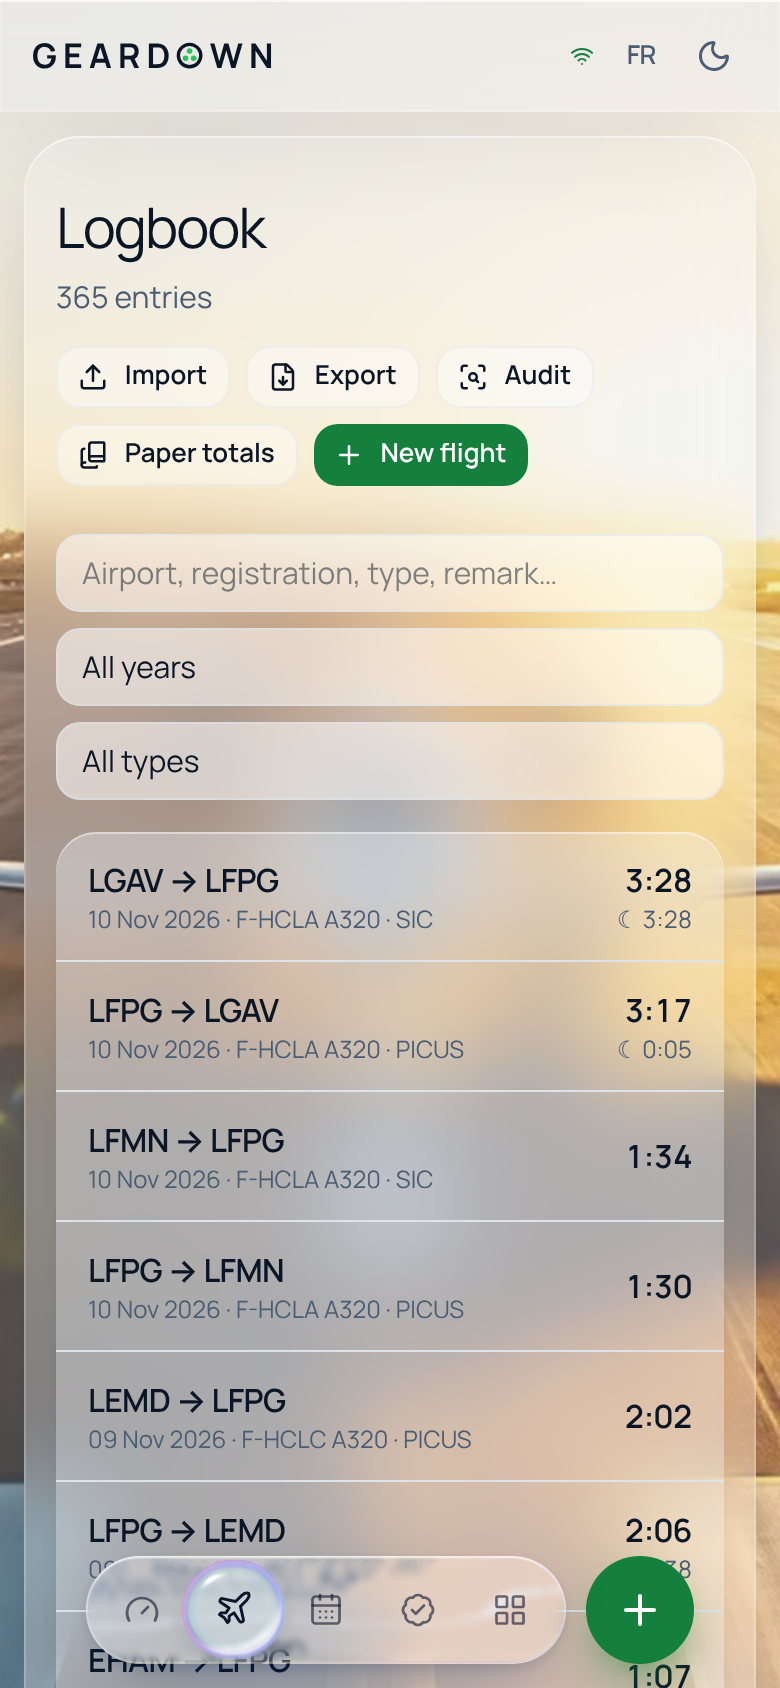 GEARDOWN
FR
Logbook
365 entries
Import
Export
Audit
Paper totals
New flight
Airport, registration, type, remark...
All years
All types
LGAV → LFPG
3:28
10 Nov 2026 · F-HCLA A320 · SIC
☾ 3:28
LFPG → LGAV
3:17
10 Nov 2026 · F-HCLA A320 · PICUS
☾ 0:05
LFMN → LFPG
1:34
10 Nov 2026 · F-HCLA A320 · SIC
LFPG → LFMN
1:30
10 Nov 2026 · F-HCLA A320 · PICUS
LEMD → LFPG
2:02
09 Nov 2026 · F-HCLC A320 · PICUS
LFPG → LEMD
2:06
EHAM → LFPG
1:07